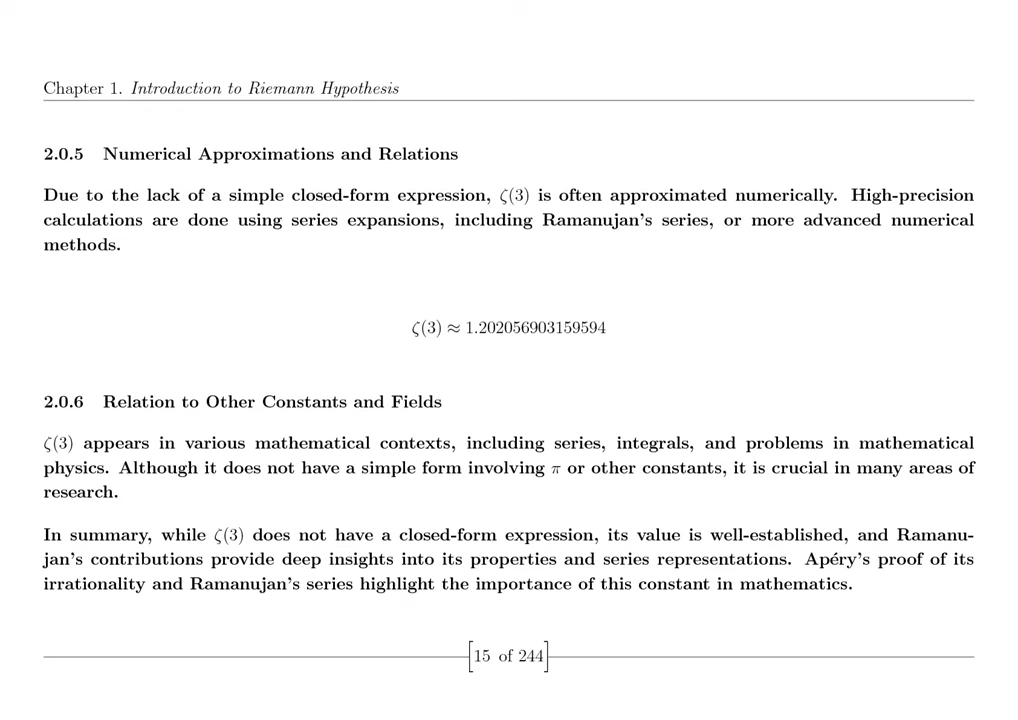 Chapter 1. Introduction to Riemann Hypothesis
2.0.5 Numerical Approximations and Relations
Due to the lack of a simple closed-form expression, ζ(3) is often approximated numerically. High-precision
calculations are done using series expansions, including Ramanujan's series, or more advanced numerical
methods.
ζ(3) ≈ 1.202056903159594
2.0.6 Relation to Other Constants and Fields
ζ(3) appears in various mathematical contexts, including series, integrals, and problems in mathematical
physics. Although it does not have a simple form involving π or other constants, it is crucial in many areas of
research.
In summary, while ζ(3) does not have a closed-form expression, its value is well-established, and Ramanu-
jan's contributions provide deep insights into its properties and series representations. Apéry's proof of its
irrationality and Ramanujan's series highlight the importance of this constant in mathematics.
[15 of 244]